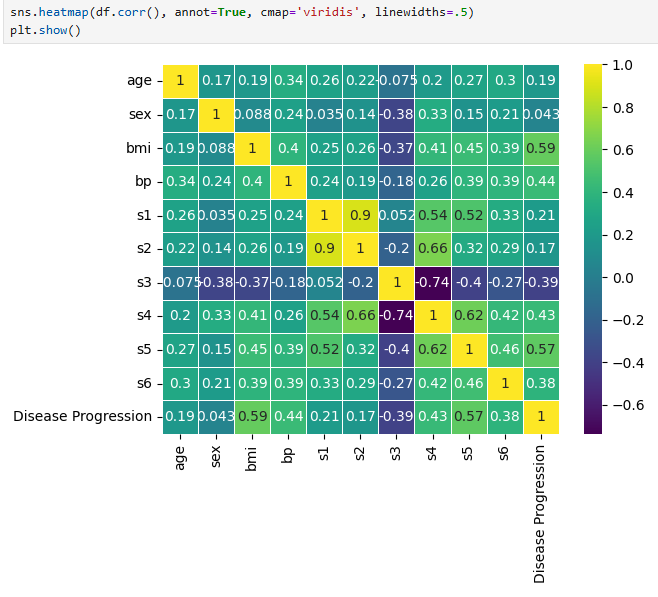 sns.heatmap(df.corr(), annot=True, cmap='viridis', linewidths=.5)
plt.show()
age 1 0.17 0.19 0.34 0.26 0.22 -0.075 0.2 0.27 0.3 0.19
sex 0.17 1 0.088 0.24 0.035 0.14 -0.38 0.33 0.15 0.21 0.043
bmi 0.19 0.088 1 0.4 0.25 0.26 -0.37 0.41 0.45 0.39 0.59
bp 0.34 0.24 0.4 1 0.24 0.19 -0.18 0.26 0.39 0.39 0.44
s1 0.26 0.035 0.25 0.24 1 0.9 0.052 0.54 0.52 0.33 0.21
s2 0.22 0.14 0.26 0.19 0.9 1 -0.2 0.66 0.32 0.29 0.17
s3 -0.075 -0.38 -0.37 -0.18 0.052 -0.2 1 -0.74 -0.4 -0.27 -0.39
s4 0.2 0.33 0.41 0.26 0.54 0.66 -0.74 1 0.62 0.42 0.43
s5 0.27 0.15 0.45 0.39 0.52 0.32 -0.4 0.62 1 0.46 0.57
s6 0.3 0.21 0.39 0.39 0.33 0.29 -0.27 0.42 0.46 1 0.38
Disease Progression 0.19 0.043 0.59 0.44 0.21 0.17 -0.39 0.43 0.57 0.38 1
age sex bmi bp s1 s2 s3 s4 s5 s6 Disease Progression
1.0
0.8
0.6
0.4
0.2
0.0
−0.2
−0.4
−0.6